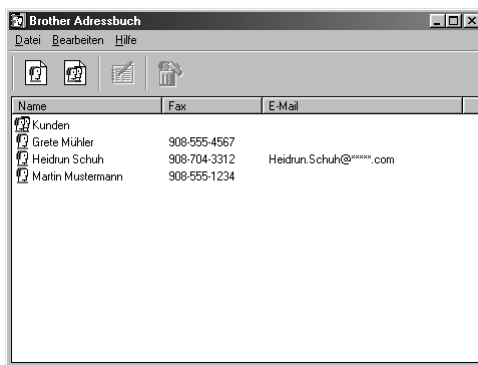 Brother Adressbuch
Datei Bearbeiten Hilfe
Name Fax E-Mail
Kunden
Grete Mühler 908-555-4567
Heidrun Schuh 908-704-3312 Heidrun.Schuh@*****.com
Martin Mustermann 908-555-1234